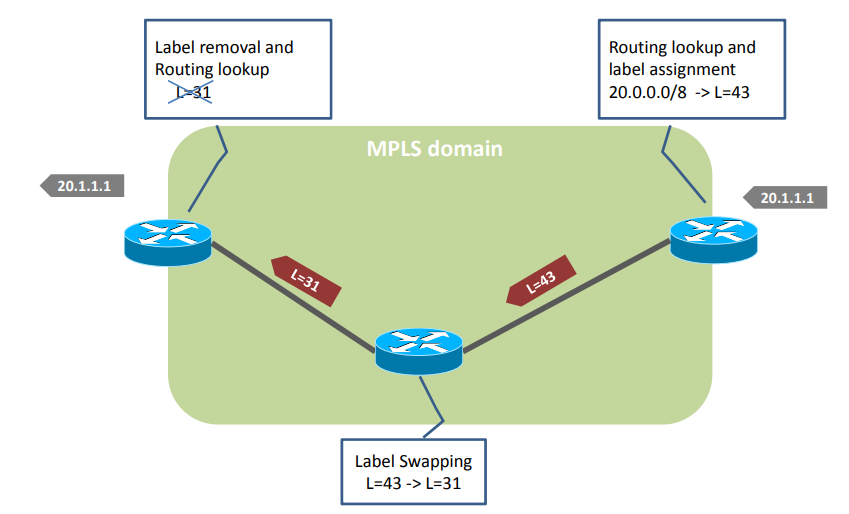 Label removal and
Routing lookup
L=31
Routing lookup and
label assignment
20.0.0.0/8 -> L=43
MPLS domain
20.1.1.1
20.1.1.1
L=31
L=43
Label Swapping
L=43 -> L=31